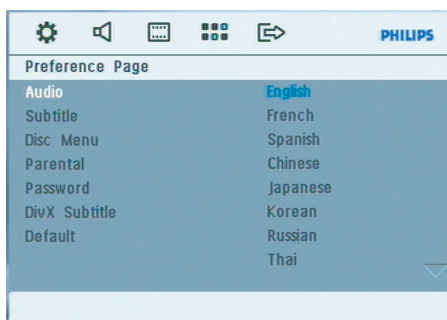 PHILIPS
Preference Page
Audio English
Subtitle French
Disc Menu Spanish
Parental Chinese
Password Japanese
DivX Subtitle Korean
Default Russian
Thai